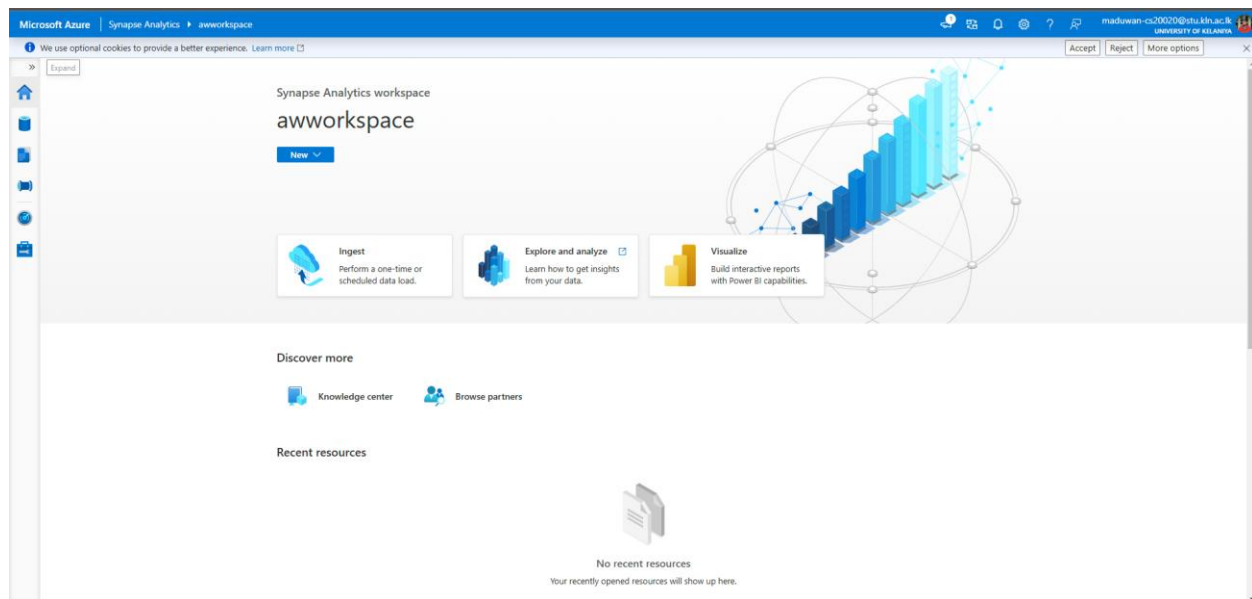 Microsoft Azure | Synapse Analytics ▸ awworkspace
1
?
maduwan-cs20020@stu.kln.ac.lk
UNIVERSITY OF KELANIYA
We use optional cookies to provide a better experience. Learn more
Accept
Reject
More options
»
Expand
Synapse Analytics workspace
awworkspace
New
Ingest
Perform a one-time or
scheduled data load.
Explore and analyze
Learn how to get insights
from your data.
Visualize
Build interactive reports
with Power BI capabilities.
Discover more
Knowledge center
Browse partners
Recent resources
No recent resources
Your recently opened resources will show up here.